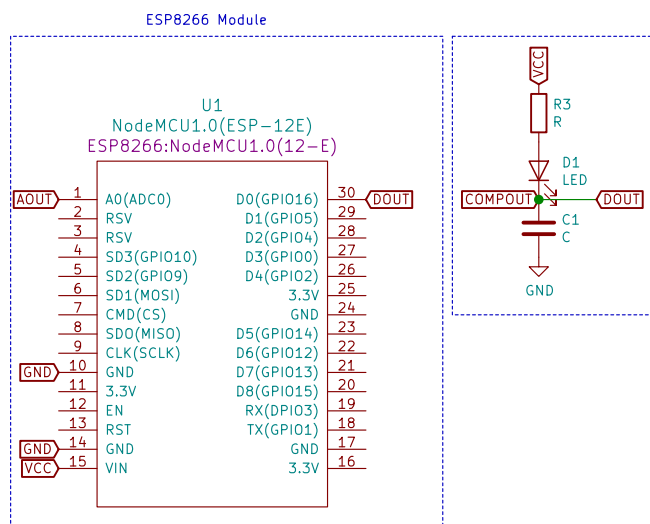 ESP8266 Module
U1
NodeMCU1.0(ESP-12E)
ESP8266:NodeMCU1.0(12-E)
AOUT 1 A0(ADC0) D0(GPIO16) 30 DOUT
2 RSV D1(GPIO5) 29
3 RSV D2(GPIO4) 28
4 SD3(GPIO10) D3(GPIO0) 27
5 SD2(GPIO9) D4(GPIO2) 26
6 SD1(MOSI) 3.3V 25
7 CMD(CS) GND 24
8 SDO(MISO) D5(GPIO14) 23
9 CLK(SCLK) D6(GPIO12) 22
GND 10 GND D7(GPIO13) 21
11 3.3V D8(GPIO15) 20
12 EN RX(DPIO3) 19
13 RST TX(GPIO1) 18
GND 14 GND GND 17
VCC 15 VIN 3.3V 16
VCC
R3
R
D1
LED
COMPOUT DOUT
C1
C
GND